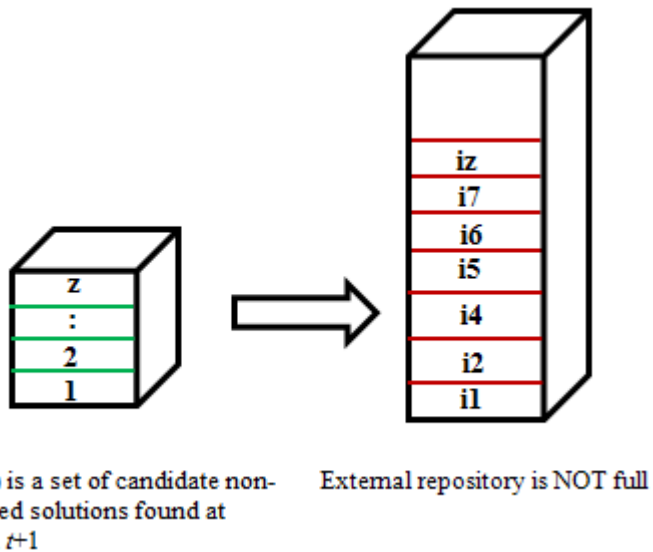 z
:
2
1
iz
i7
i6
i5
i4
i2
i1
) is a set of candidate non-
ed solutions found at
t+1
External repository is NOT full